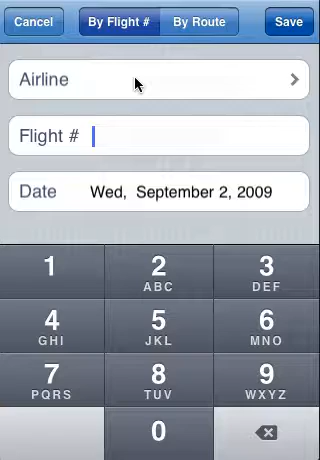 Cancel By Flight # By Route Save
Airline
Flight #
Date Wed, September 2, 2009
1 2 3
ABC DEF
4 5 6
GHI JKL MNO
7 8 9
PQRS TUV WXYZ
0